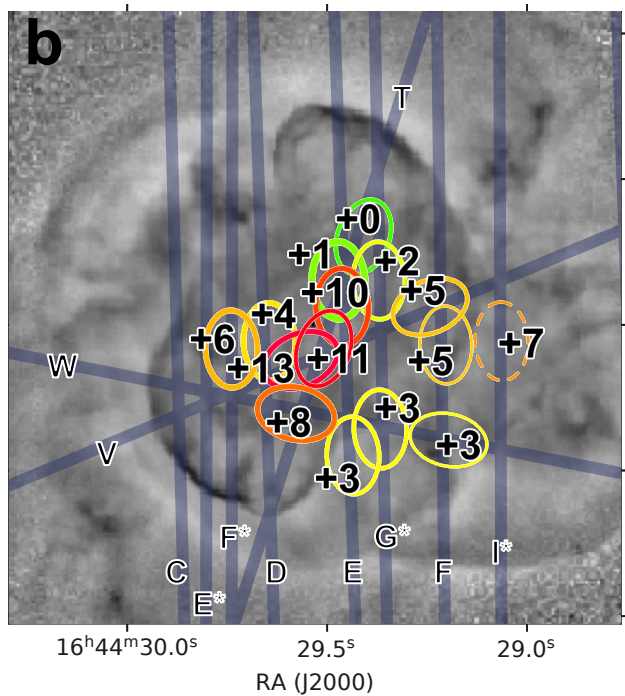 b
T
+0
+1
+2
+10
+5
+4
+6
+7
+11
+5
+13
W
+3
+8
+3
V
+3
F*
G*
I*
C
D
E
F
E*
16ʰ44ᵐ30.0ˢ 29.5ˢ 29.0ˢ
RA (J2000)